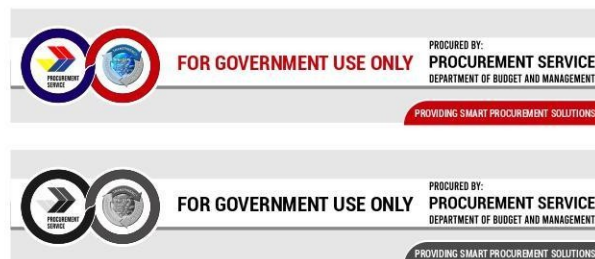 PROCUREMENT
SERVICE
FOR GOVERNMENT USE ONLY
PROCURED BY:
PROCUREMENT SERVICE
DEPARTMENT OF BUDGET AND MANAGEMENT
PROVIDING SMART PROCUREMENT SOLUTIONS
PROCUREMENT
SERVICE
FOR GOVERNMENT USE ONLY
PROCURED BY:
PROCUREMENT SERVICE
DEPARTMENT OF BUDGET AND MANAGEMENT
PROVIDING SMART PROCUREMENT SOLUTIONS